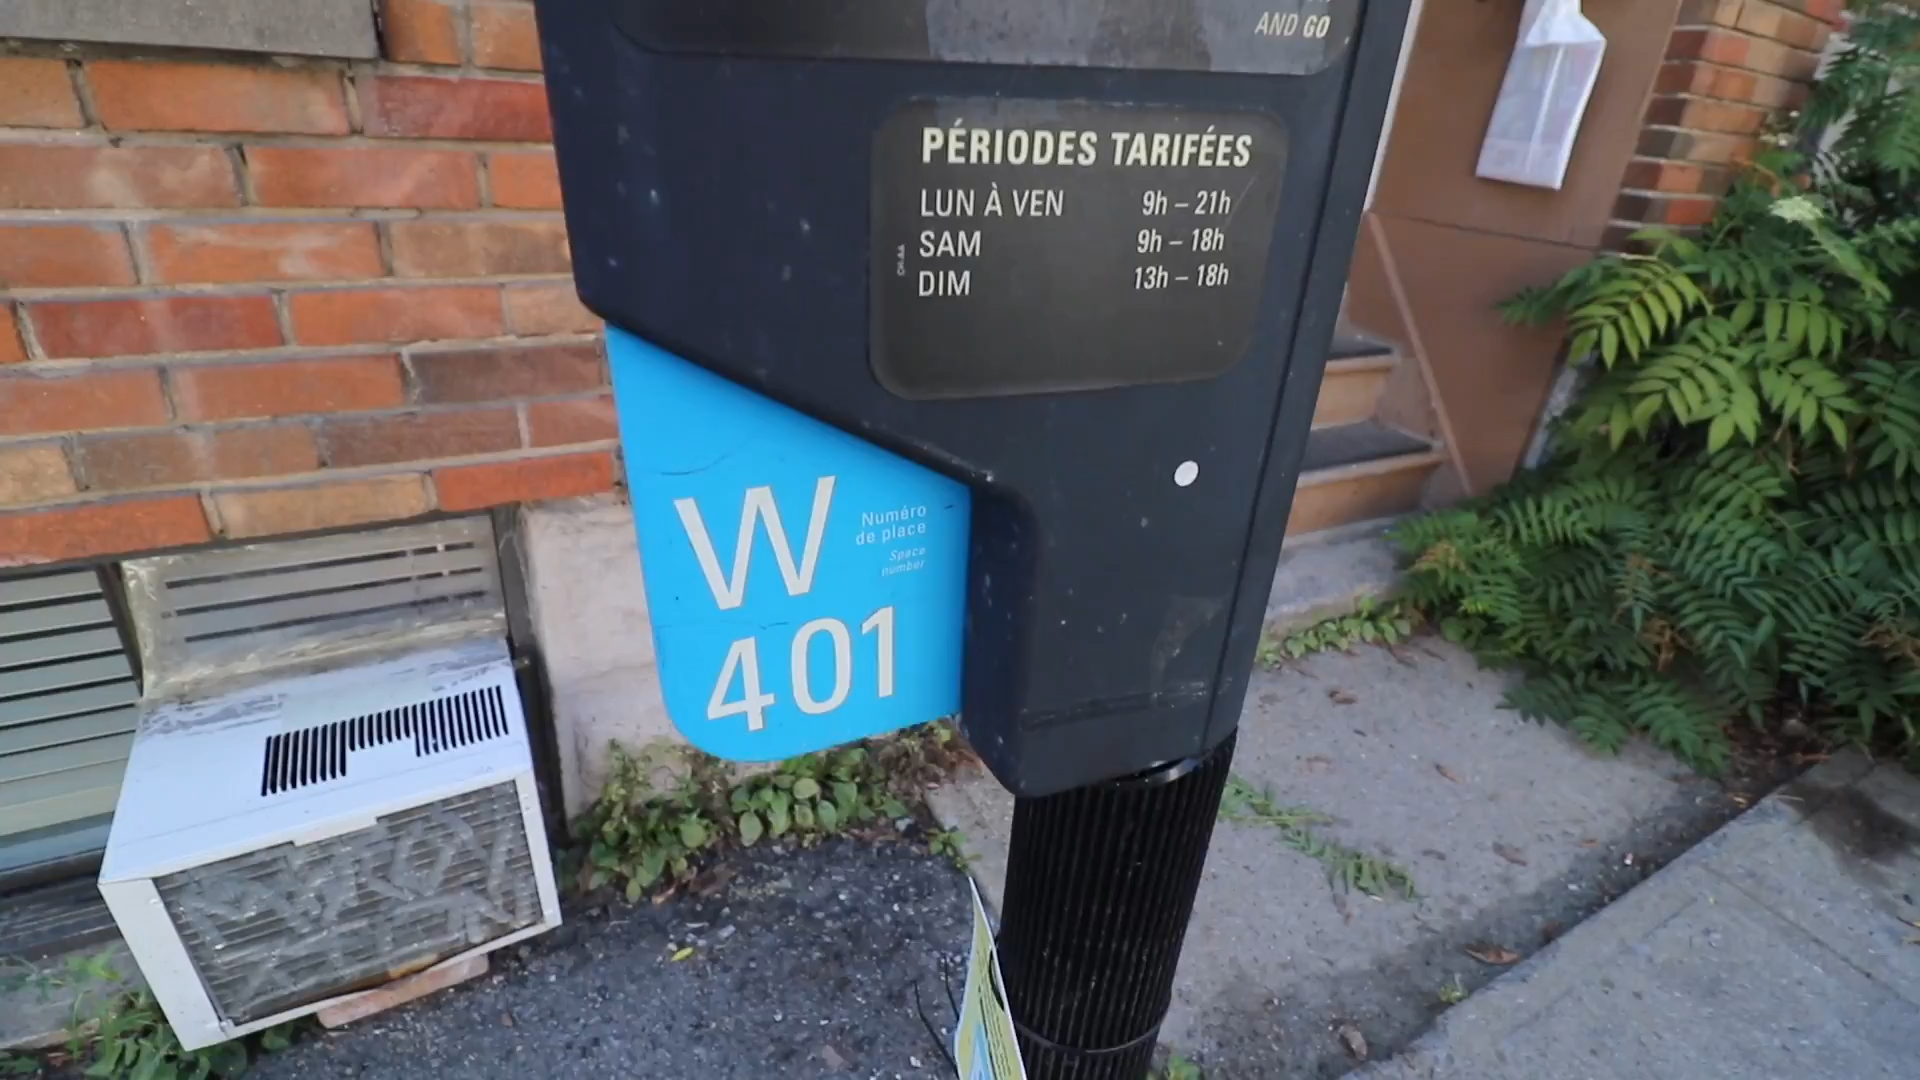 AND GO
PÉRIODES TARIFÉES
LUN À VEN 9h – 21h
SAM 9h – 18h
DIM 13h – 18h
W
Numéro
de place
Space
number
401